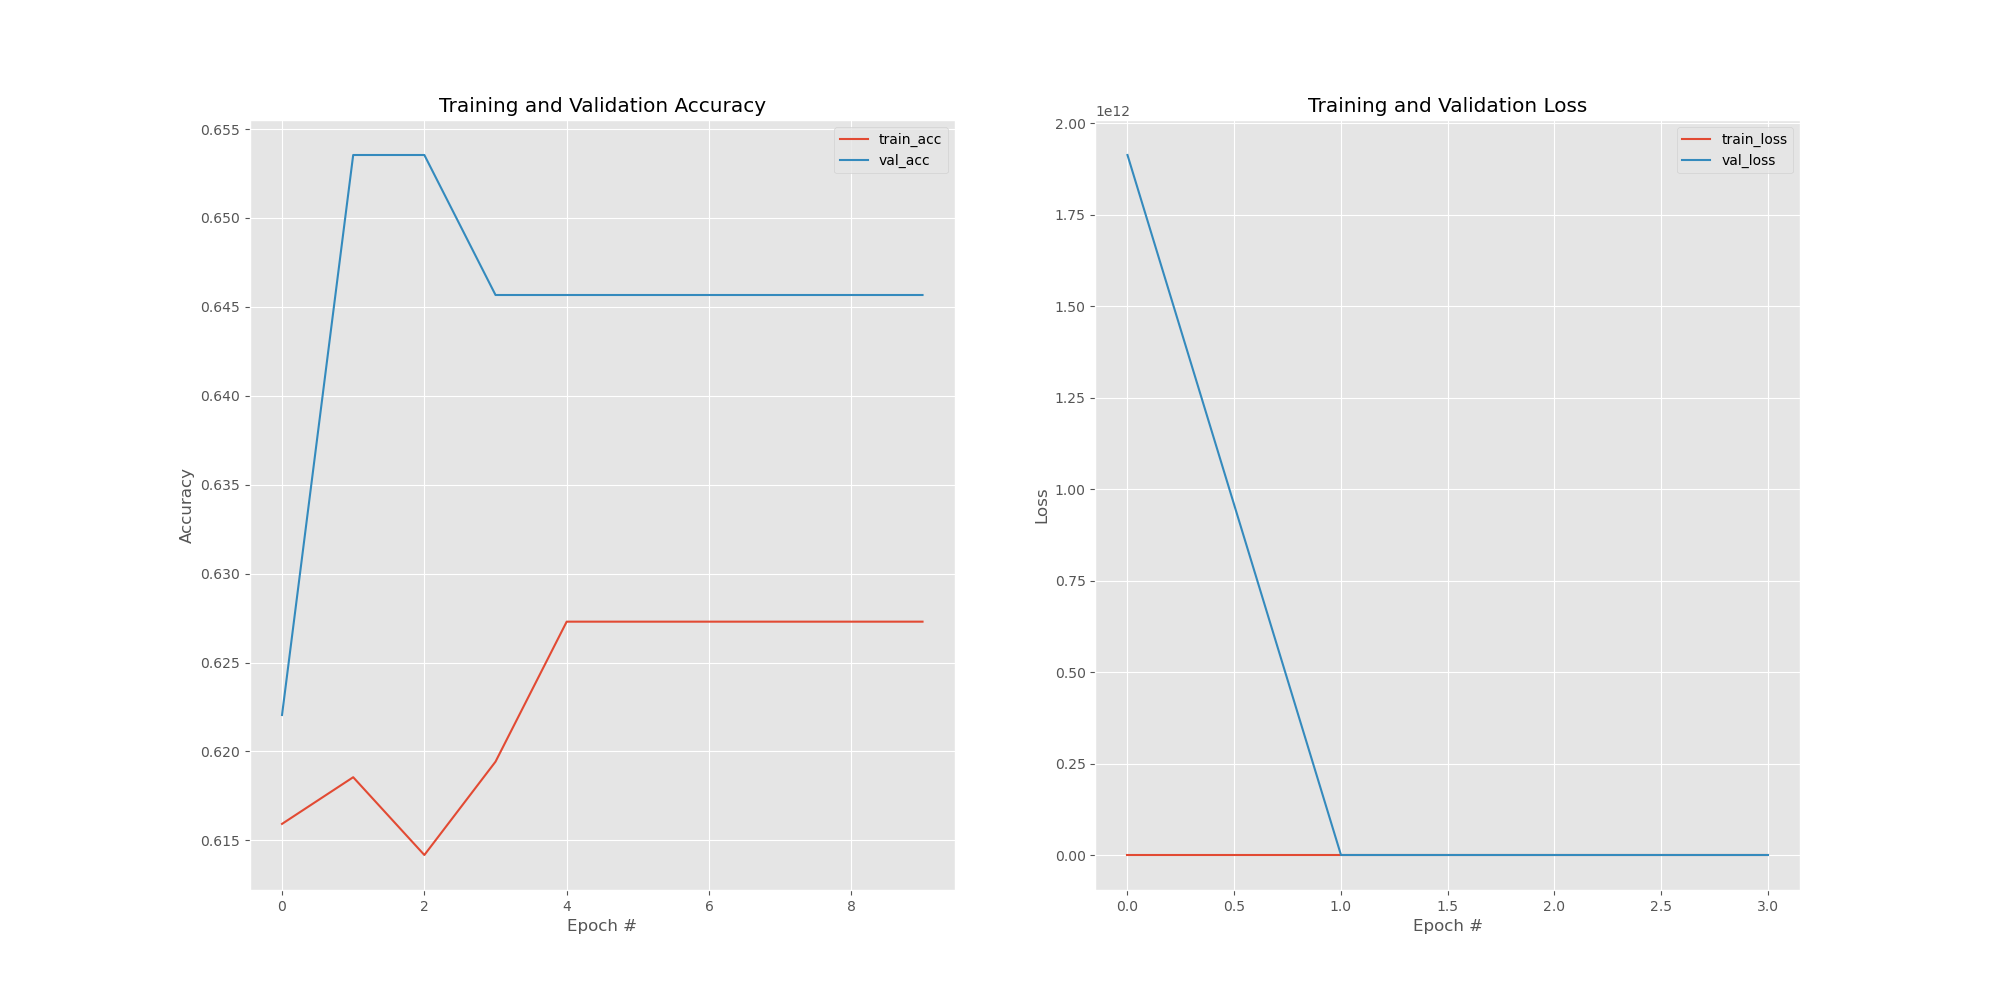 Training and Validation Accuracy
train_acc
val_acc
0.655
0.650
0.645
0.640
0.635
0.630
0.625
0.620
0.615
Accuracy
0 2 4 6 8
Epoch #
Training and Validation Loss
1e12
train_loss
val_loss
2.00
1.75
1.50
1.25
1.00
0.75
0.50
0.25
0.00
Loss
0.0 0.5 1.0 1.5 2.0 2.5 3.0
Epoch #